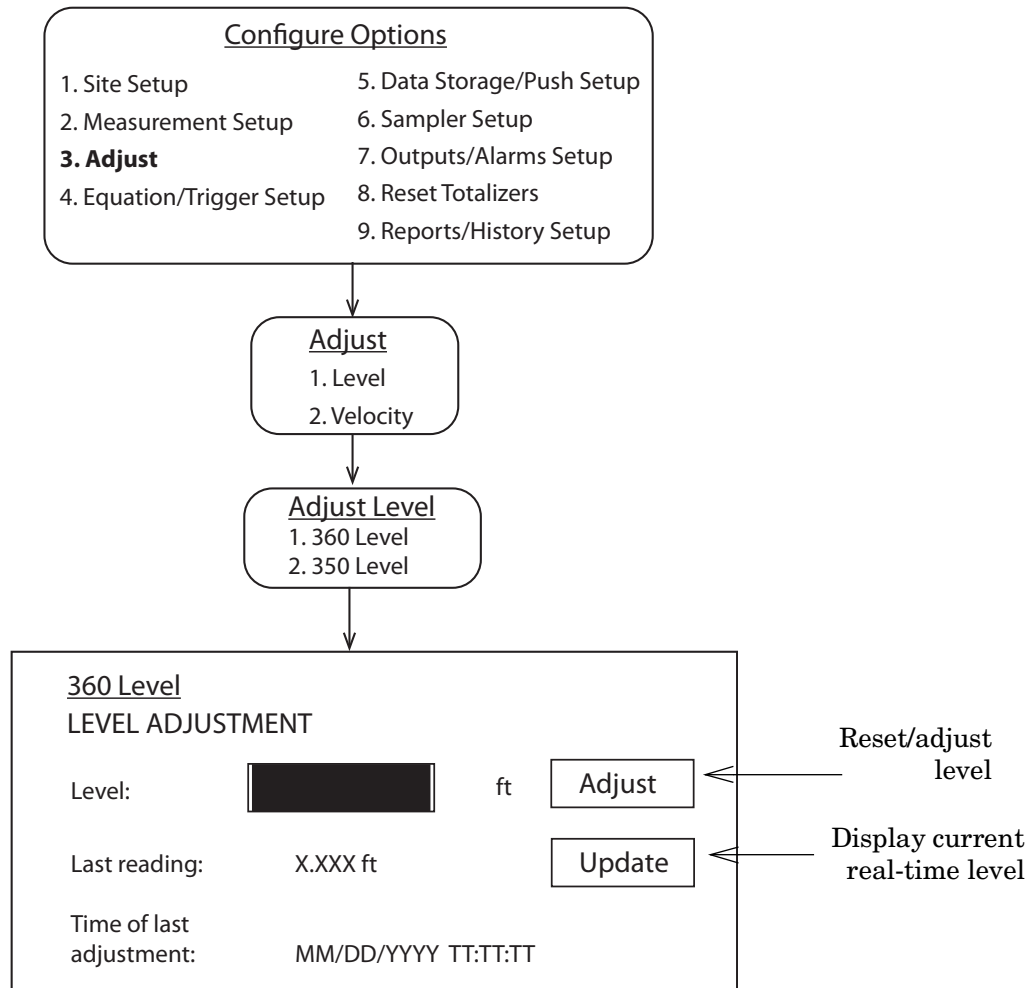 Configure Options
1. Site Setup
2. Measurement Setup
3. Adjust
4. Equation/Trigger Setup
5. Data Storage/Push Setup
6. Sampler Setup
7. Outputs/Alarms Setup
8. Reset Totalizers
9. Reports/History Setup
Adjust
1. Level
2. Velocity
Adjust Level
1. 360 Level
2. 350 Level
360 Level
LEVEL ADJUSTMENT
Level: ft Adjust
Reset/adjust
level
Last reading: X.XXX ft Update
Display current
real-time level
Time of last
adjustment: MM/DD/YYYY TT:TT:TT